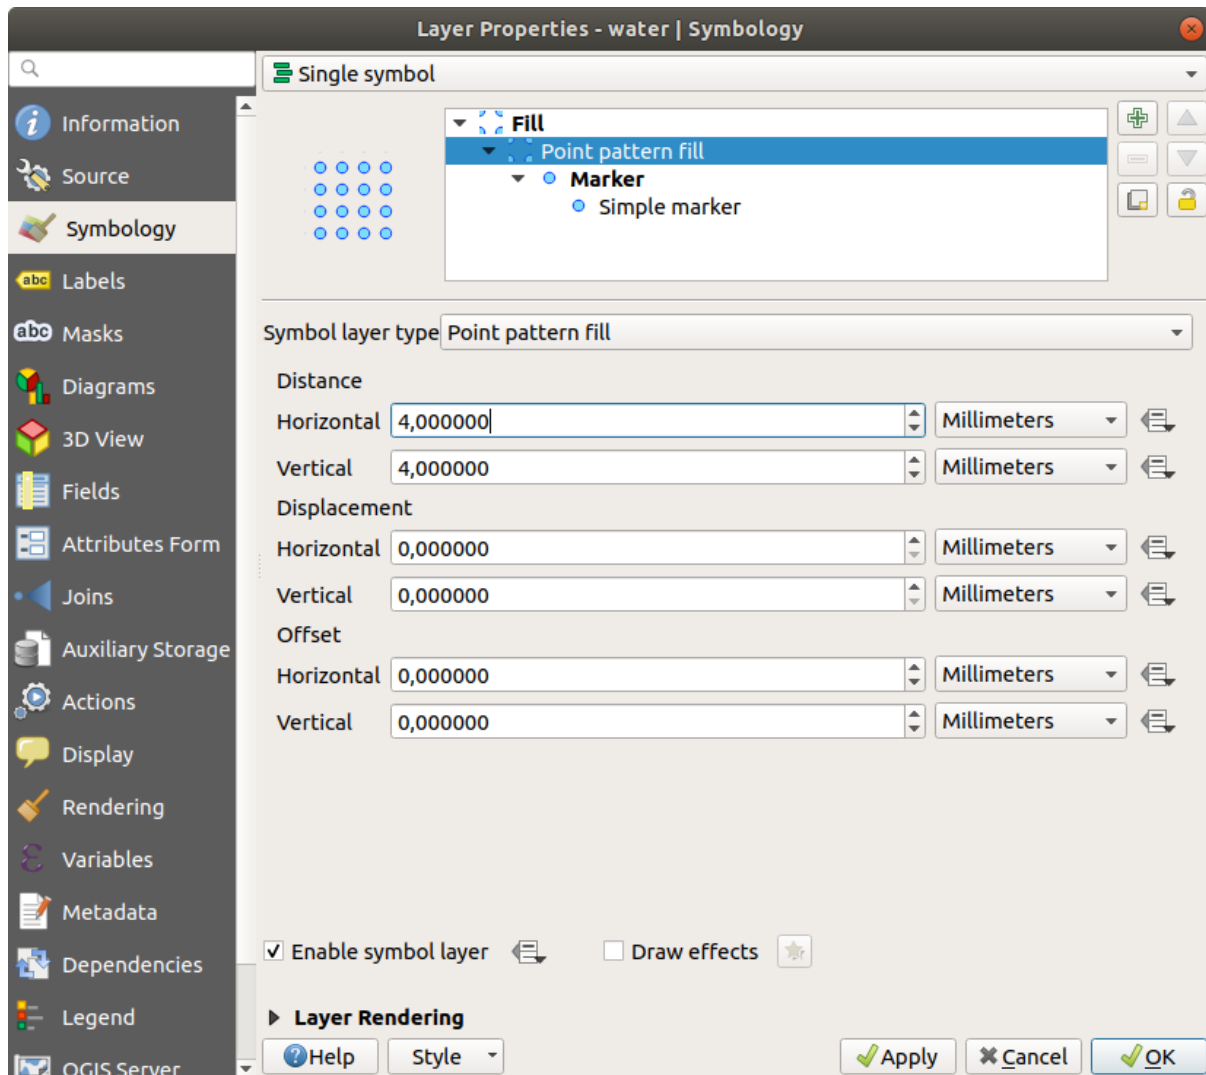 Layer Properties - water | Symbology
Single symbol
Information
Source
Symbology
Labels
Masks
Diagrams
3D View
Fields
Attributes Form
Joins
Auxiliary Storage
Actions
Display
Rendering
Variables
Metadata
Dependencies
Legend
QGIS Server
abc
abc
Fill
Point pattern fill
Marker
Simple marker
Symbol layer type Point pattern fill
Distance
Horizontal 4,000000 Millimeters
Vertical 4,000000 Millimeters
Displacement
Horizontal 0,000000 Millimeters
Vertical 0,000000 Millimeters
Offset
Horizontal 0,000000 Millimeters
Vertical 0,000000 Millimeters
Enable symbol layer Draw effects
Layer Rendering
Help Style Apply Cancel OK